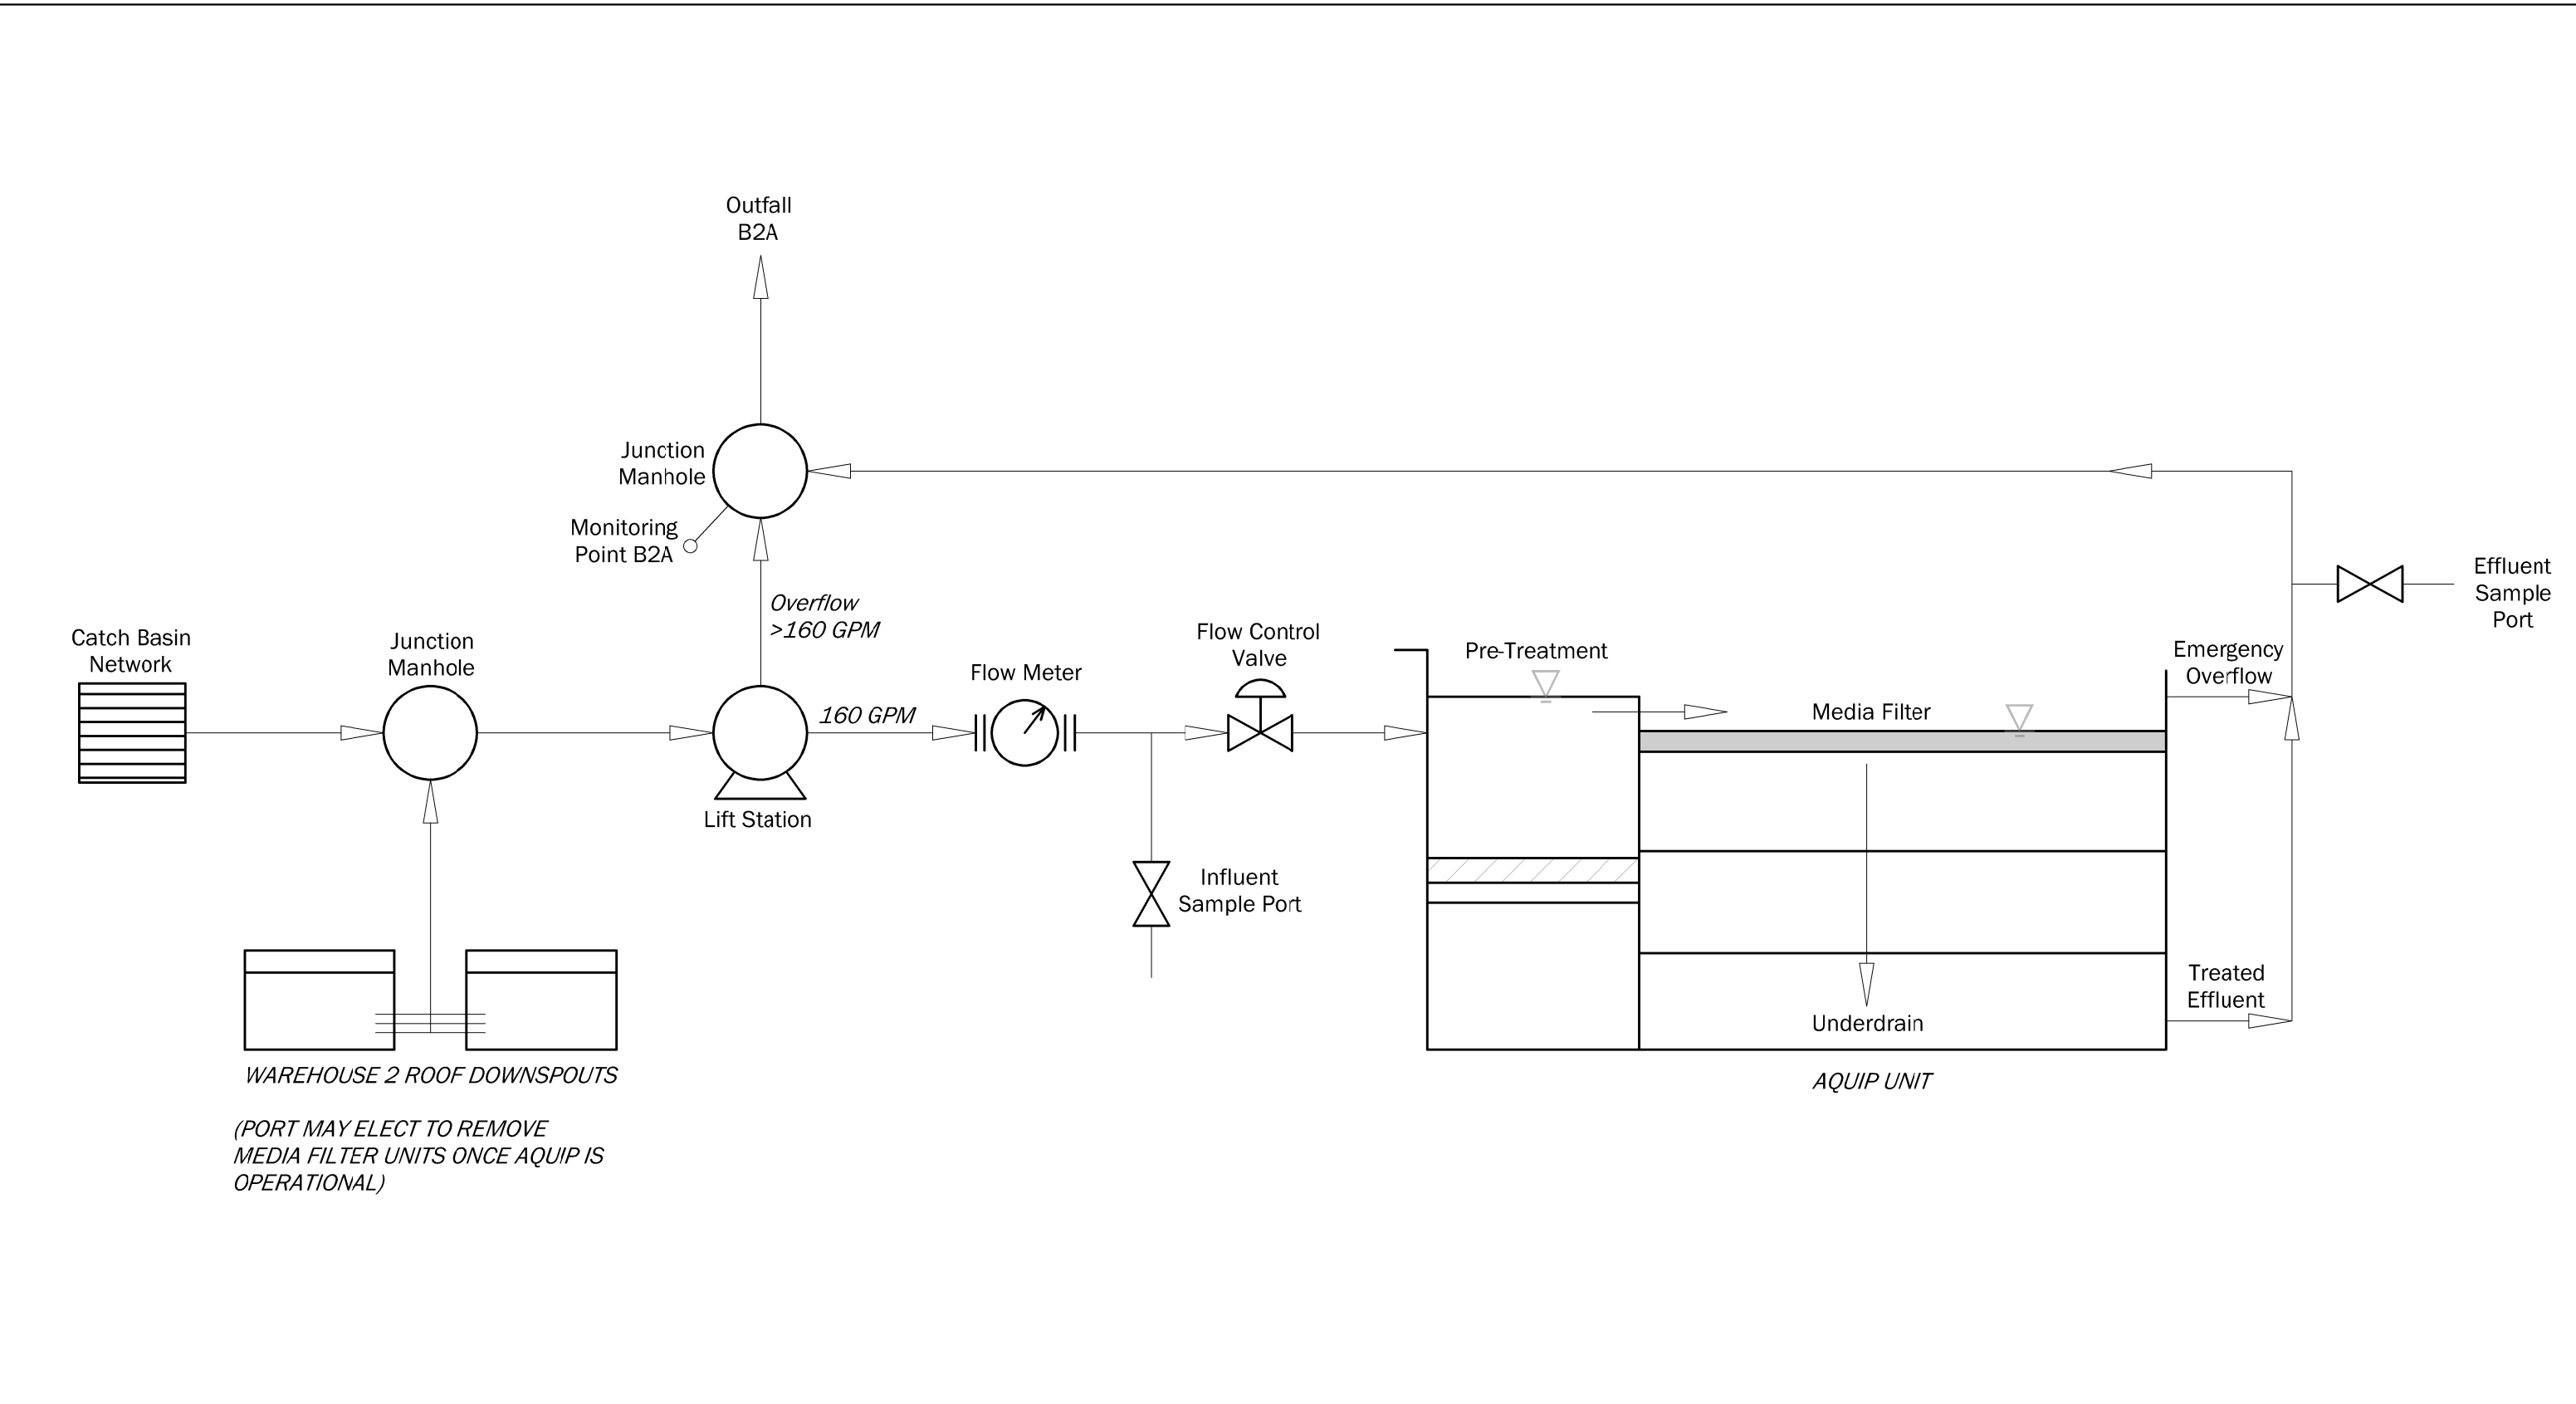 Outfall
B2A
Junction
Manhole
Monitoring
Point B2A
Overflow
>160 GPM
Effluent
Sample
Port
Catch Basin
Network
Junction
Manhole
160 GPM
Lift Station
Flow Meter
Flow Control
Valve
Influent
Sample Port
Pre-Treatment
Media Filter
Emergency
Overflow
Treated
Effluent
Underdrain
AQUIP UNIT
WAREHOUSE 2 ROOF DOWNSPOUTS
(PORT MAY ELECT TO REMOVE
MEDIA FILTER UNITS ONCE AQUIP IS
OPERATIONAL)